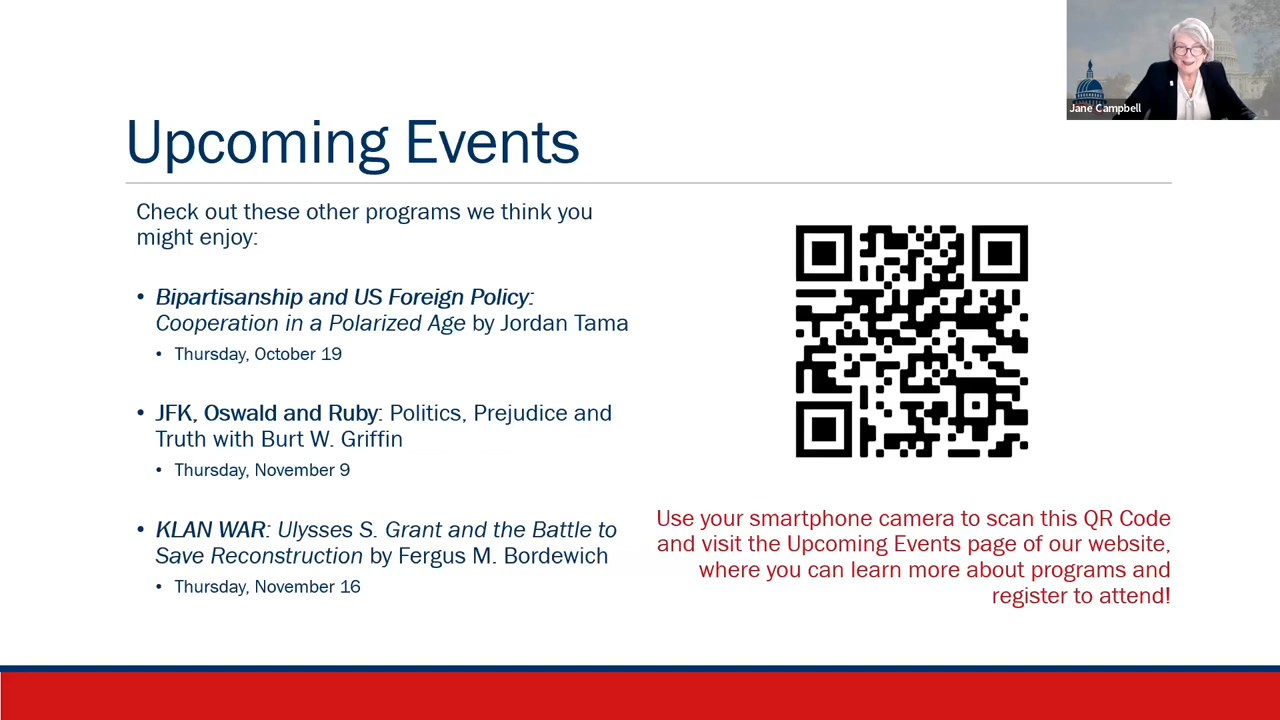 Jane Campbell
Upcoming Events
Check out these other programs we think you
might enjoy:
• Bipartisanship and US Foreign Policy:
Cooperation in a Polarized Age by Jordan Tama
• Thursday, October 19
• JFK, Oswald and Ruby: Politics, Prejudice and
Truth with Burt W. Griffin
• Thursday, November 9
• KLAN WAR: Ulysses S. Grant and the Battle to
Save Reconstruction by Fergus M. Bordewich
• Thursday, November 16
Use your smartphone camera to scan this QR Code
and visit the Upcoming Events page of our website,
where you can learn more about programs and
register to attend!